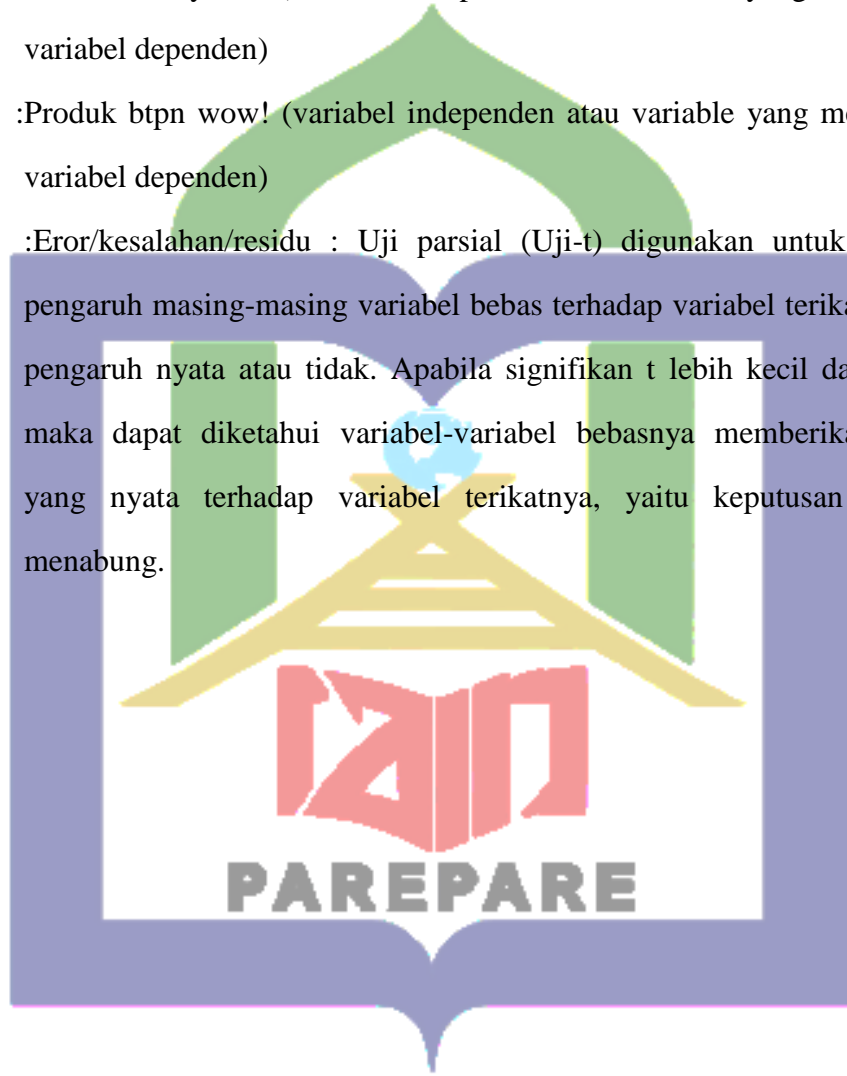 variabel dependen)
:Produk btpn wow! (variabel independen atau variable yang
variabel dependen)
:Eror/kesalahan/residu : Uji parsial (Uji-t) digunakan untuk
pengaruh masing-masing variabel bebas terhadap variabel
pengaruh nyata atau tidak. Apabila signifikan t lebih kecil
maka dapat diketahui variabel-variabel bebasnya
yang nyata terhadap variabel terikatnya, yaitu keputusan
menabung.
iain
PAREPARE